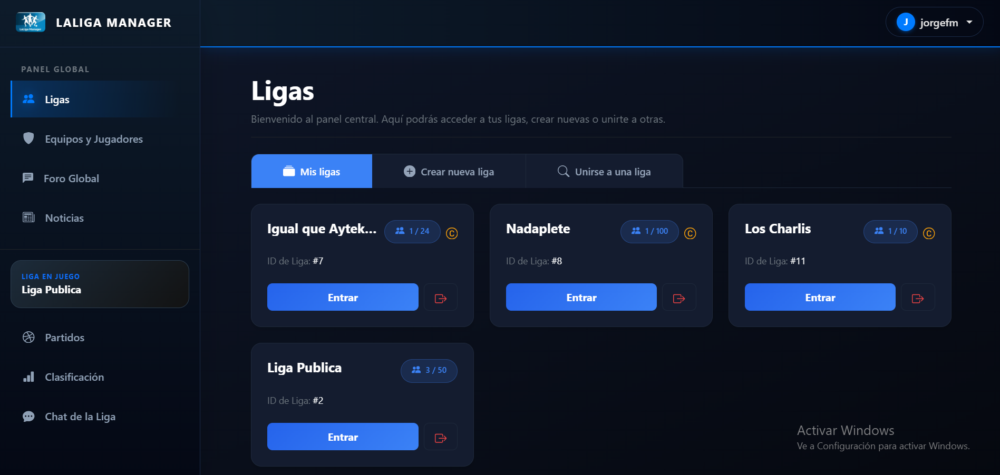 LaLiga Manager
LALIGA MANAGER
J jorgefm
PANEL GLOBAL
Ligas
Equipos y Jugadores
Foro Global
Noticias
LIGA EN JUEGO
Liga Publica
Partidos
Clasificación
Chat de la Liga
Ligas
Bienvenido al panel central. Aquí podrás acceder a tus ligas, crear nuevas o unirte a otras.
Mis ligas
Crear nueva liga
Unirse a una liga
Igual que Aytek... 1 / 24 C
ID de Liga: #7
Entrar
Nadaplete 1 / 100 C
ID de Liga: #8
Entrar
Los Charlis 1 / 10 C
ID de Liga: #11
Entrar
Liga Publica 3 / 50
ID de Liga: #2
Entrar
Activar Windows
Ve a Configuración para activar Windows.